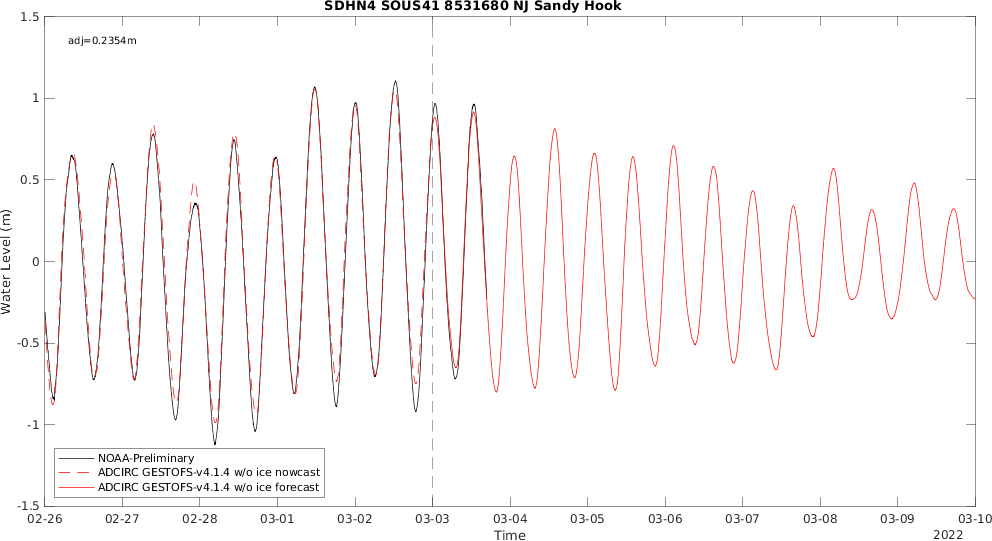 SDHN4 SOUS41 8531680 NJ Sandy Hook
adj=0.2354m
1.5
1
0.5
0
-0.5
-1
-1.5
Water Level (m)
NOAA-Preliminary
ADCIRC GESTOFS-v4.1.4 w/o ice nowcast
ADCIRC GESTOFS-v4.1.4 w/o ice forecast
02-26 02-27 02-28 03-01 03-02 03-03 03-04 03-05 03-06 03-07 03-08 03-09 03-10
Time
2022